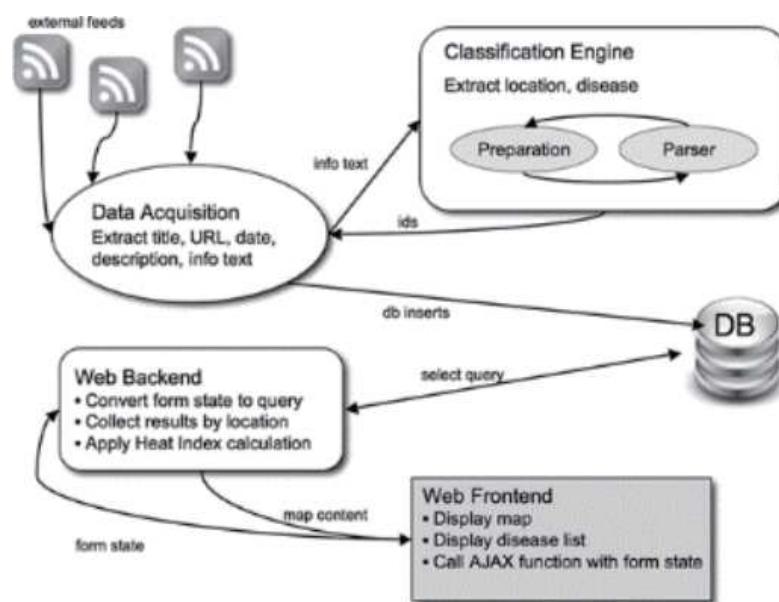 external feeds
Classification Engine
Extract location, disease
Preparation
Parser
info text
Data Acquisition
Extract title, URL, date,
description, info text
ids
db inserts
DB
Web Backend
• Convert form state to query
• Collect results by location
• Apply Heat Index calculation
select query
map content
form state
Web Frontend
• Display map
• Display disease list
• Call AJAX function with form state